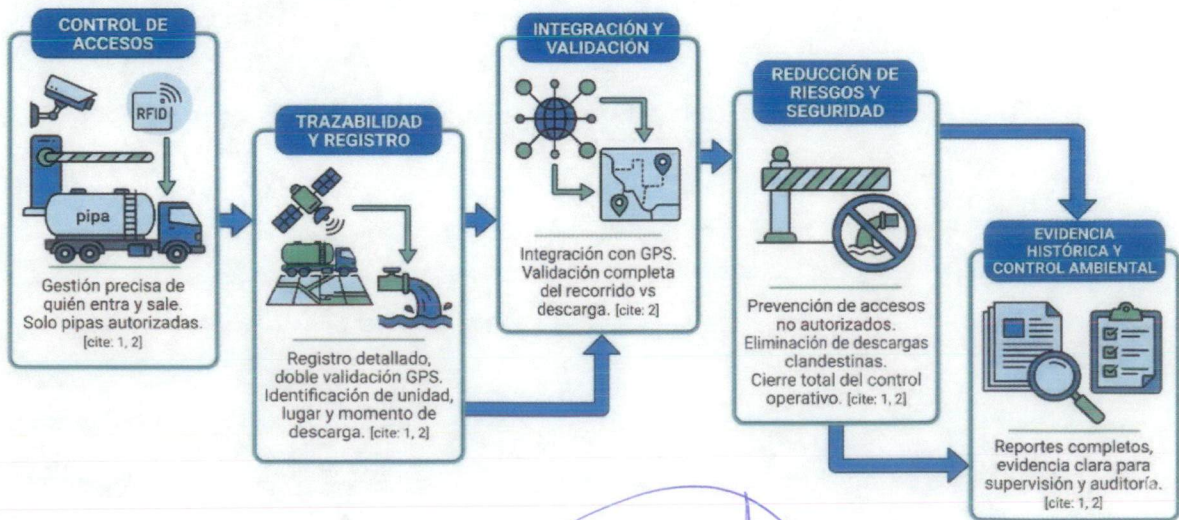 CONTROL DE
ACCESOS
RFID
pipa
Gestión precisa de
quién entra y sale.
Solo pipas autorizadas.
[cite: 1, 2]
TRAZABILIDAD
Y REGISTRO
Registro detallado,
doble validación GPS.
Identificación de unidad,
lugar y momento de
descarga. [cite: 1, 2]
INTEGRACIÓN Y
VALIDACIÓN
Integración con GPS.
Validación completa
del recorrido vs
descarga. [cite: 2]
REDUCCIÓN DE
RIESGOS Y
SEGURIDAD
Prevención de accesos
no autorizados.
Eliminación de descargas
clandestinas.
Cierre total del control
operativo. [cite: 1, 2]
EVIDENCIA
HISTÓRICA Y
CONTROL AMBIENTAL
Reportes completos,
evidencia clara para
supervisión y auditoría.
[cite: 1, 2]